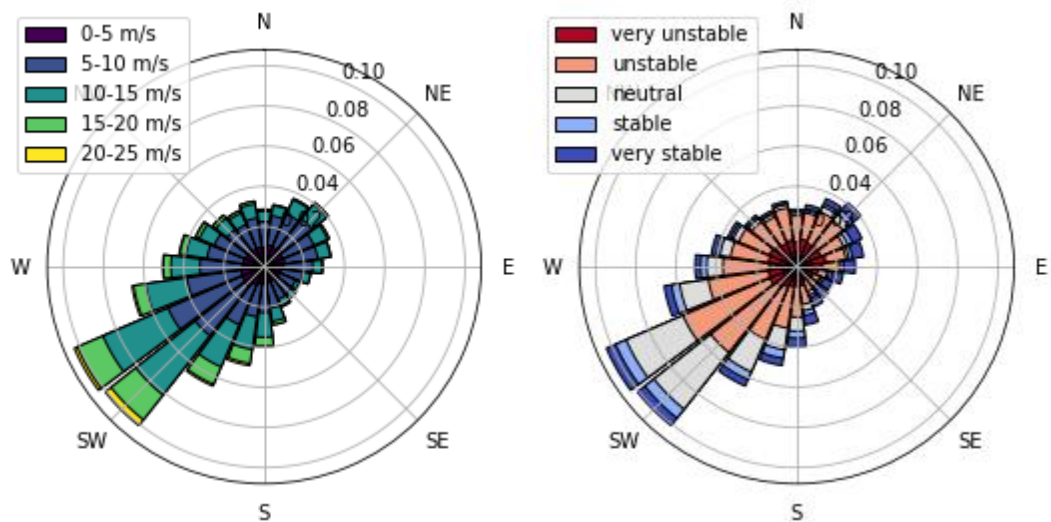 N
0-5 m/s
5-10 m/s
10-15 m/s
15-20 m/s
20-25 m/s
0.10
0.08
0.06
0.04
NE
W
E
SW
SE
S
N
very unstable
unstable
neutral
stable
very stable
0.10
0.08
0.06
0.04
NE
W
E
SW
SE
S